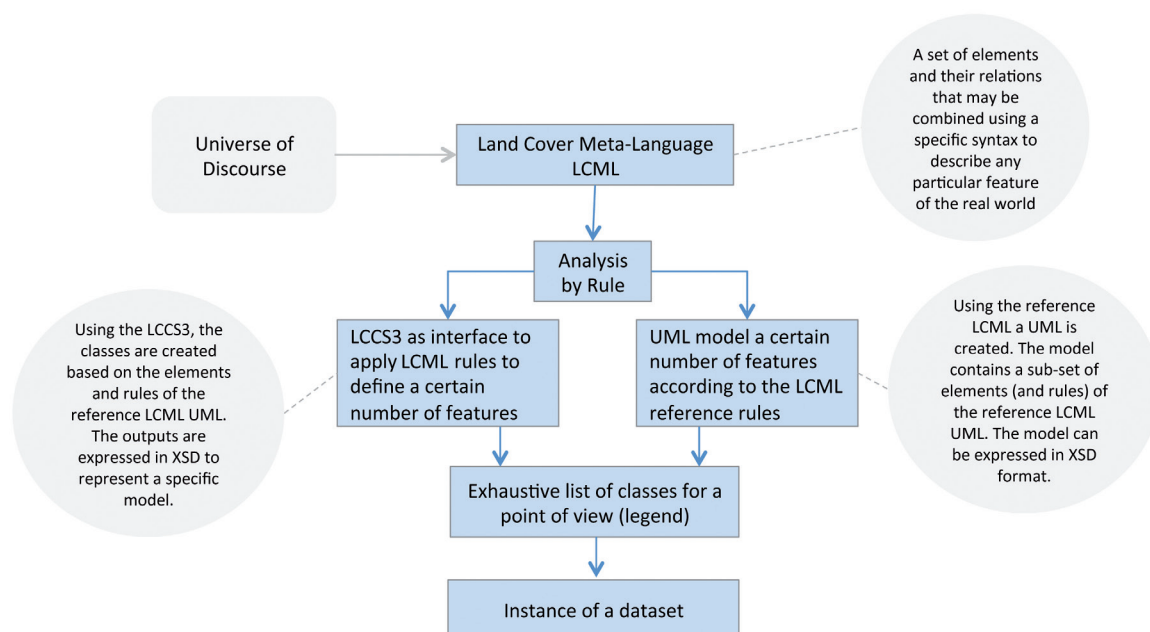 A set of elements
and their relations
that may be
combined using a
specific syntax to
describe any
particular feature
of the real world
Universe of
Discourse
Land Cover Meta-Language
LCML
Analysis
by Rule
Using the LCCS3, the
classes are created
based on the elements
and rules of the
reference LCML UML.
The outputs are
expressed in XSD to
represent a specific
model.
LCCS3 as interface to
apply LCML rules to
define a certain
number of features
UML model a certain
number of features
according to the LCML
reference rules
Using the reference
LCML a UML is
created. The model
contains a sub-set of
elements (and rules) of
the reference LCML
UML. The model can
be expressed in XSD
format.
Exhaustive list of classes for a
point of view (legend)
Instance of a dataset